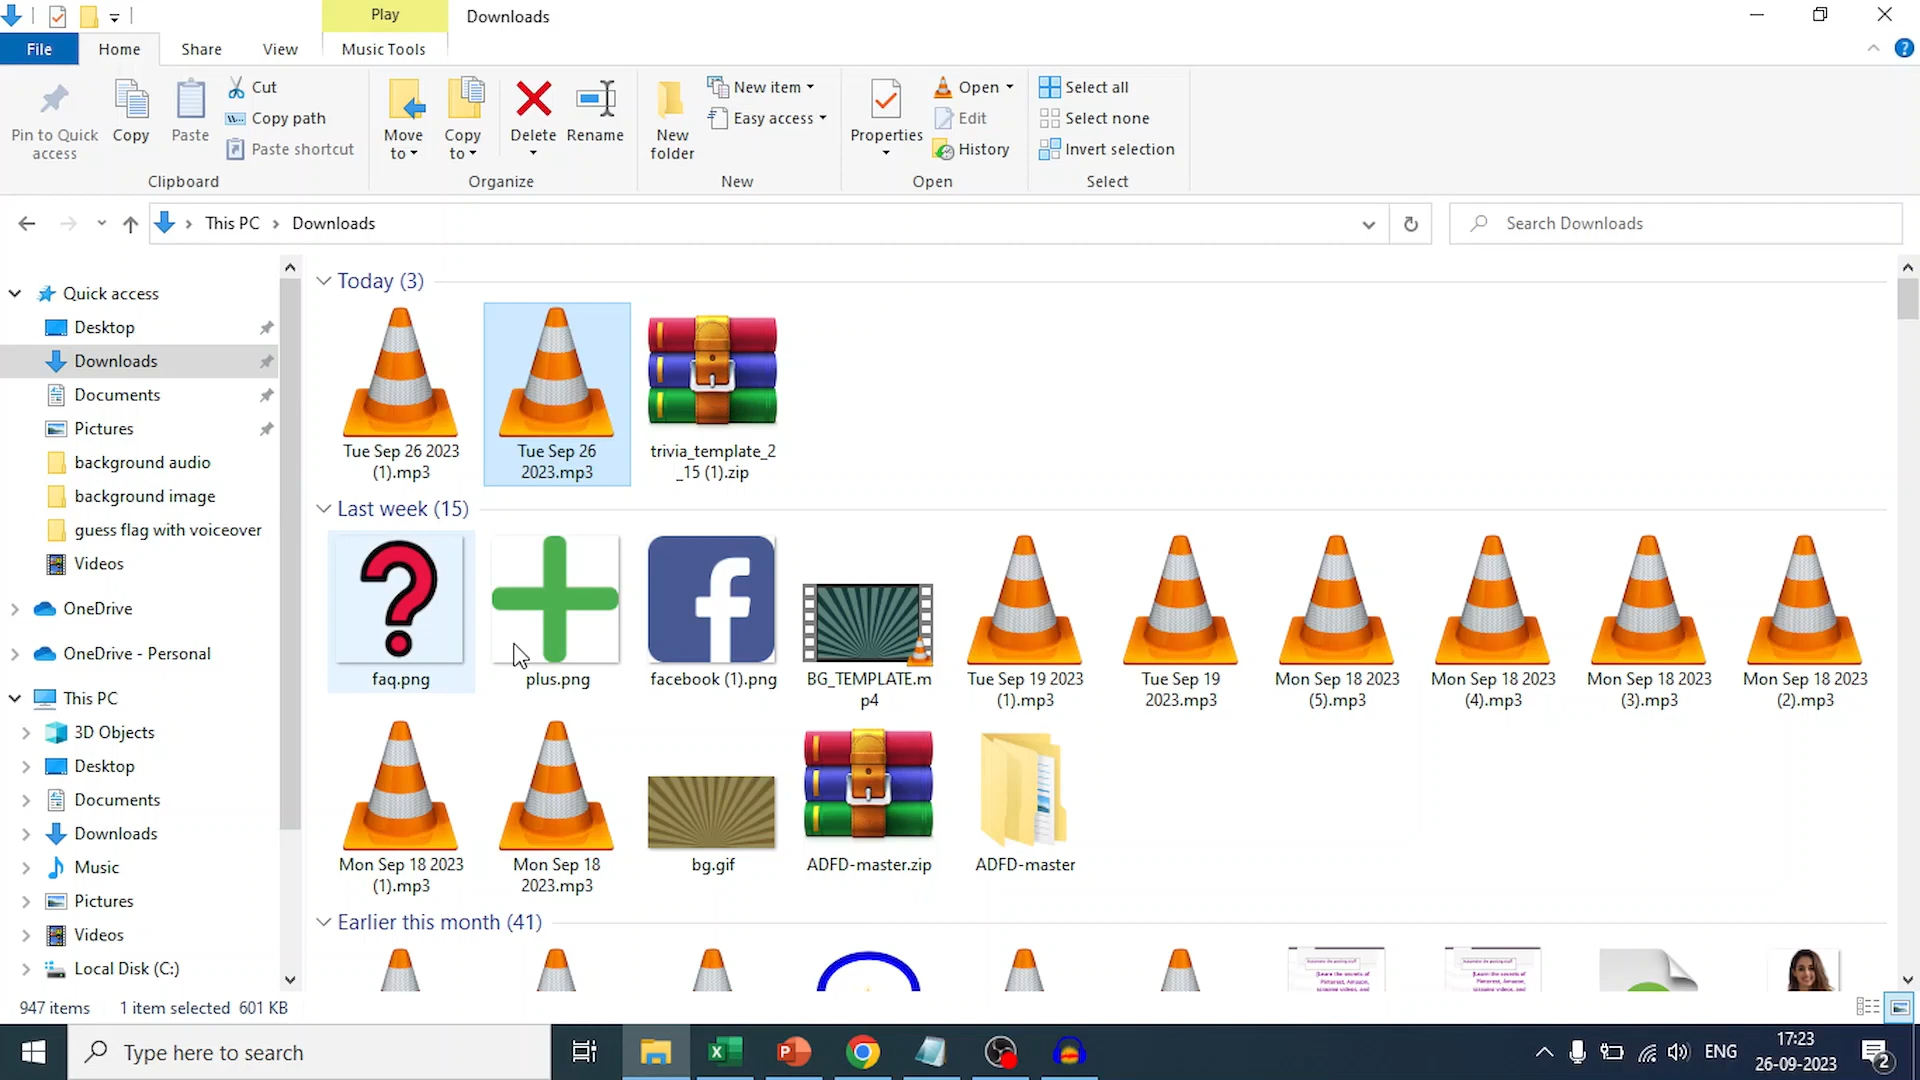 Play
Downloads
File
Home
Share
View
Music Tools
Pin to Quick
access
Copy
Paste
Cut
Copy path
Paste shortcut
Clipboard
Move
to
Copy
to
Delete
Rename
Organize
New
folder
New item
Easy access
New
Properties
Open
Edit
History
Open
Select all
Select none
Invert selection
Select
This PC
Downloads
Search Downloads
Quick access
Desktop
Downloads
Documents
Pictures
background audio
background image
guess flag with voiceover
Videos
OneDrive
OneDrive - Personal
This PC
3D Objects
Desktop
Documents
Downloads
Music
Pictures
Videos
Local Disk (C:)
Today (3)
Tue Sep 26 2023
(1).mp3
Tue Sep 26
2023.mp3
trivia_template_2
_15 (1).zip
Last week (15)
faq.png
plus.png
facebook (1).png
BG_TEMPLATE.m
p4
Tue Sep 19 2023
(1).mp3
Tue Sep 19
2023.mp3
Mon Sep 18 2023
(5).mp3
Mon Sep 18 2023
(4).mp3
Mon Sep 18 2023
(3).mp3
Mon Sep 18 2023
(2).mp3
Mon Sep 18 2023
(1).mp3
Mon Sep 18
2023.mp3
bg.gif
ADFD-master.zip
ADFD-master
Earlier this month (41)
947 items
1 item selected 601 KB
Type here to search
ENG
17:23
26-09-2023
2